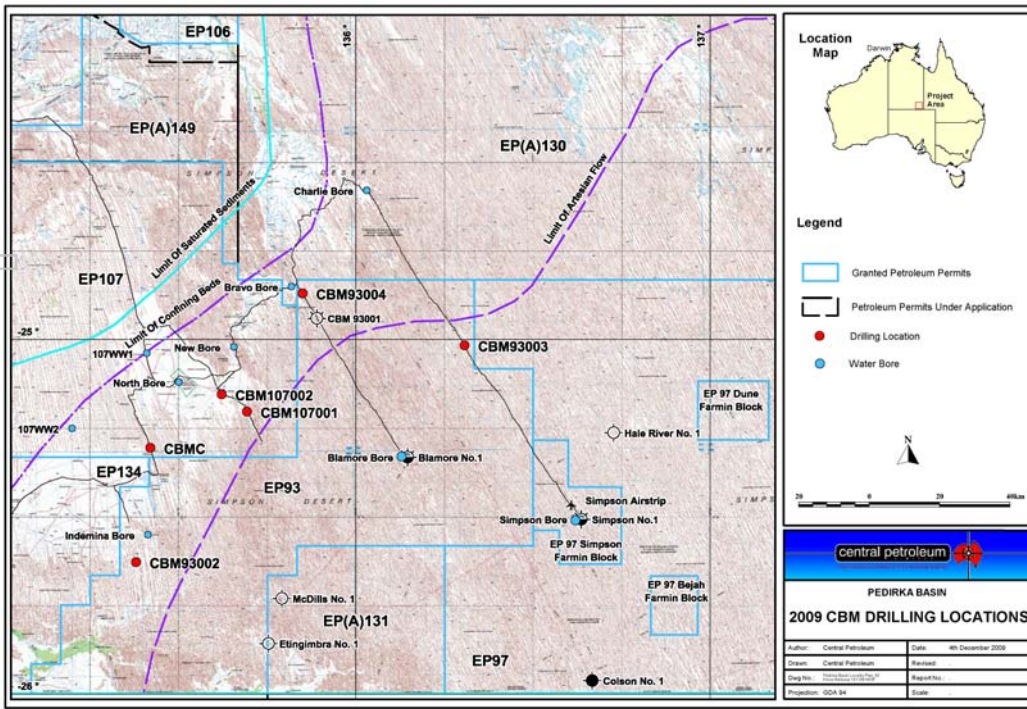 EP106
136°
137°
EP(A)149
EP(A)130
SIMPSON DESERT
Charlie Bore
Limit Of Saturated Sediments
Limit Of Artesian Flow
EP107
Limit Of Confining Beds
Bravo Bore
CBM93004
CBM 93001
-25°
107WW1
New Bore
CBM93003
North Bore
CBM107002
CBM107001
EP 97 Dune
Farmin Block
107WW2
Hale River No. 1
CBMC
Blamore Bore
Blamore No.1
EP134
EP93
SIMPSON DESERT
Simpson Airstrip
Simpson Bore
Simpson No.1
Indemina Bore
EP 97 Simpson
Farmin Block
CBM93002
EP 97 Bejah
Farmin Block
McDills No. 1
EP(A)131
Etingimbra No. 1
EP97
Colson No. 1
-26°
Location
Map
Darwin
Project
Area
Legend
Granted Petroleum Permits
Petroleum Permits Under Application
Drilling Location
Water Bore
N
20 0 20 40km
central petroleum
PEDIRKA BASIN
2009 CBM DRILLING LOCATIONS
Author: Central Petroleum Date: 4th December 2009
Drawn: Central Petroleum Revised:
Dwg No.: Report No.:
Projection: GDA 94 Scale: